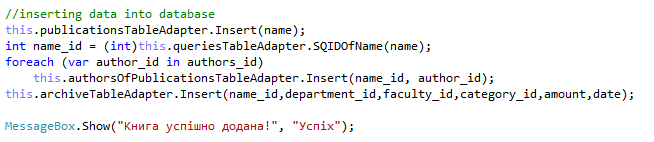 //inserting data into database
this.publicationsTableAdapter.Insert(name);
int name_id = (int)this.queriesTableAdapter.SQIDOfName(name);
foreach (var author_id in authors_id)
this.authorsOfPublicationsTableAdapter.Insert(name_id, author_id);
this.archiveTableAdapter.Insert(name_id,department_id,faculty_id,category_id,amount,date);
MessageBox.Show("Книга успішно додана!", "Успіх");